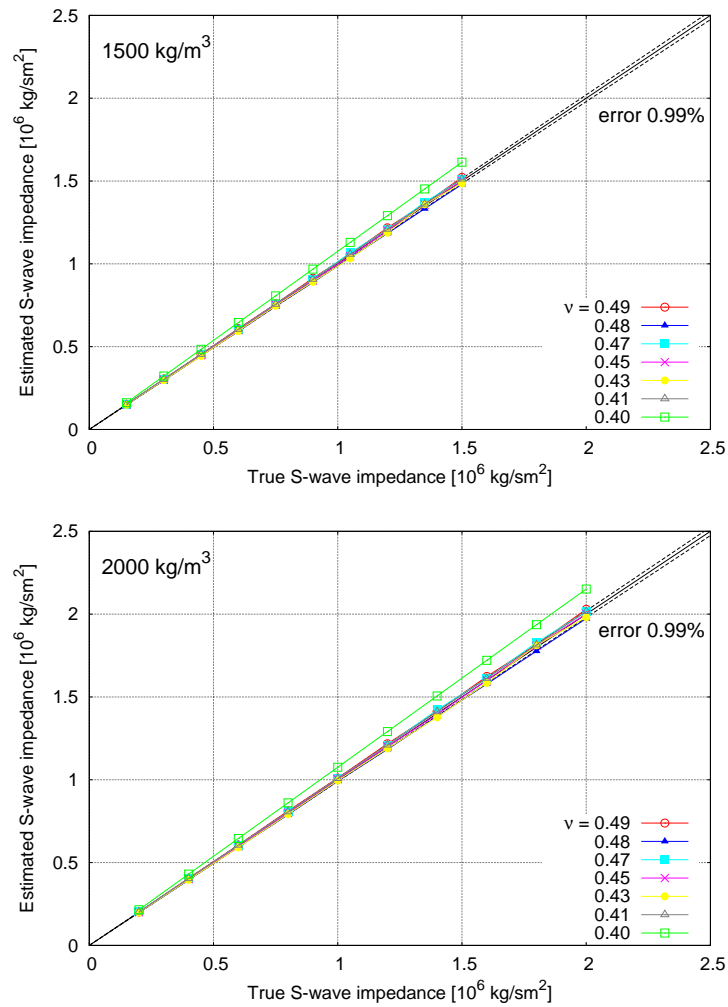 2.5
1500 kg/m³
2
error 0.99%
1.5
1
0.5
0
Estimated S-wave impedance [10⁶ kg/sm²]
ν = 0.49
0.48
0.47
0.45
0.43
0.41
0.40
0 0.5 1 1.5 2 2.5
True S-wave impedance [10⁶ kg/sm²]
2.5
2000 kg/m³
2
error 0.99%
1.5
1
0.5
0
Estimated S-wave impedance [10⁶ kg/sm²]
ν = 0.49
0.48
0.47
0.45
0.43
0.41
0.40
0 0.5 1 1.5 2 2.5
True S-wave impedance [10⁶ kg/sm²]